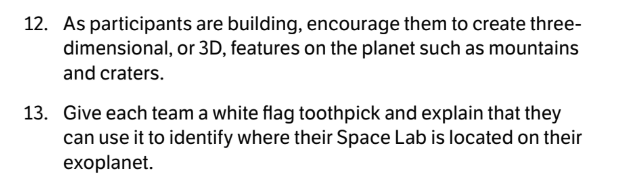 12. As participants are building, encourage them to create three-
dimensional, or 3D, features on the planet such as mountains
and craters.
13. Give each team a white flag toothpick and explain that they
can use it to identify where their Space Lab is located on their
exoplanet.